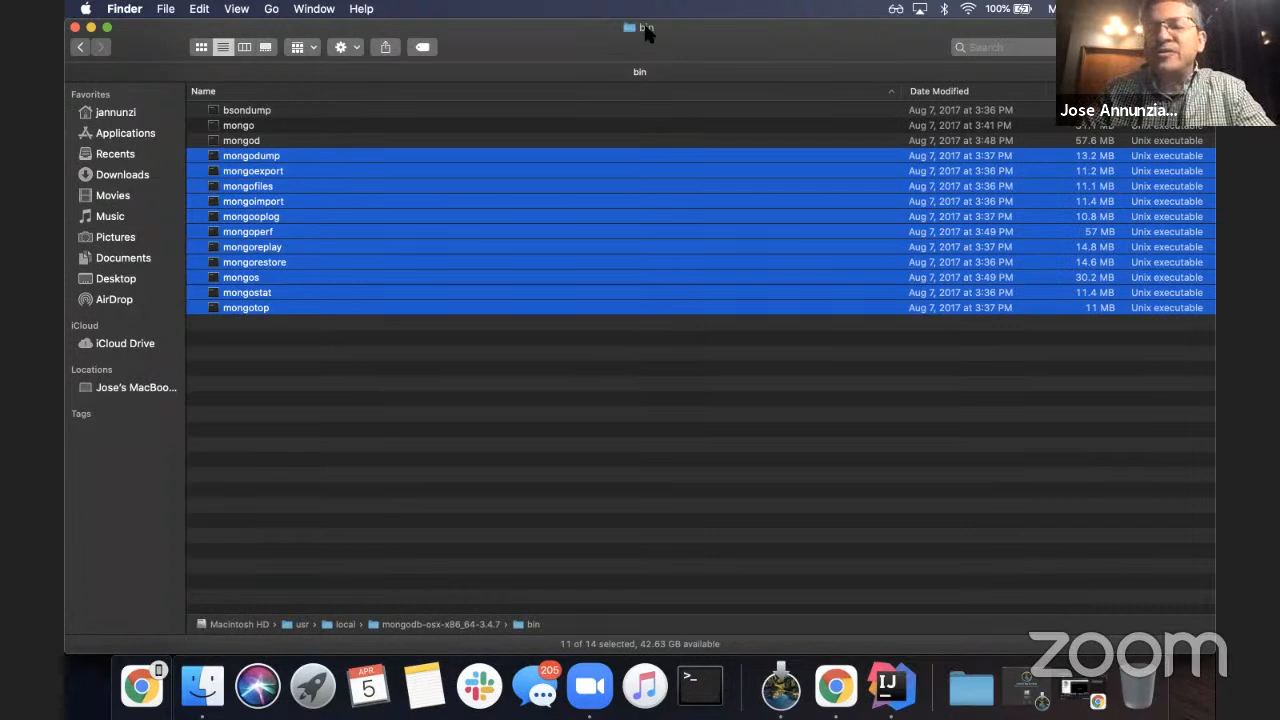 Finder File Edit View Go Window Help 100% M
bin
Search
bin
Jose Annunzia...
Favorites
jannunzi
Applications
Recents
Downloads
Movies
Music
Pictures
Documents
Desktop
AirDrop
iCloud
iCloud Drive
Locations
Jose's MacBoo...
Tags
Name Date Modified
bsondump Aug 7, 2017 at 3:36 PM
mongo Aug 7, 2017 at 3:41 PM
mongod Aug 7, 2017 at 3:48 PM 57.6 MB Unix executable
mongodump Aug 7, 2017 at 3:37 PM 13.2 MB Unix executable
mongoexport Aug 7, 2017 at 3:36 PM 11.2 MB Unix executable
mongofiles Aug 7, 2017 at 3:36 PM 11.1 MB Unix executable
mongoimport Aug 7, 2017 at 3:36 PM 11.4 MB Unix executable
mongooplog Aug 7, 2017 at 3:37 PM 10.8 MB Unix executable
mongoperf Aug 7, 2017 at 3:49 PM 57 MB Unix executable
mongoreplay Aug 7, 2017 at 3:37 PM 14.8 MB Unix executable
mongorestore Aug 7, 2017 at 3:36 PM 14.6 MB Unix executable
mongos Aug 7, 2017 at 3:49 PM 30.2 MB Unix executable
mongostat Aug 7, 2017 at 3:36 PM 11.4 MB Unix executable
mongotop Aug 7, 2017 at 3:37 PM 11 MB Unix executable
Macintosh HD › usr › local › mongodb-osx-x86_64-3.4.7 › bin
11 of 14 selected, 42.63 GB available
zoom
APR
5
205
>_
IJ